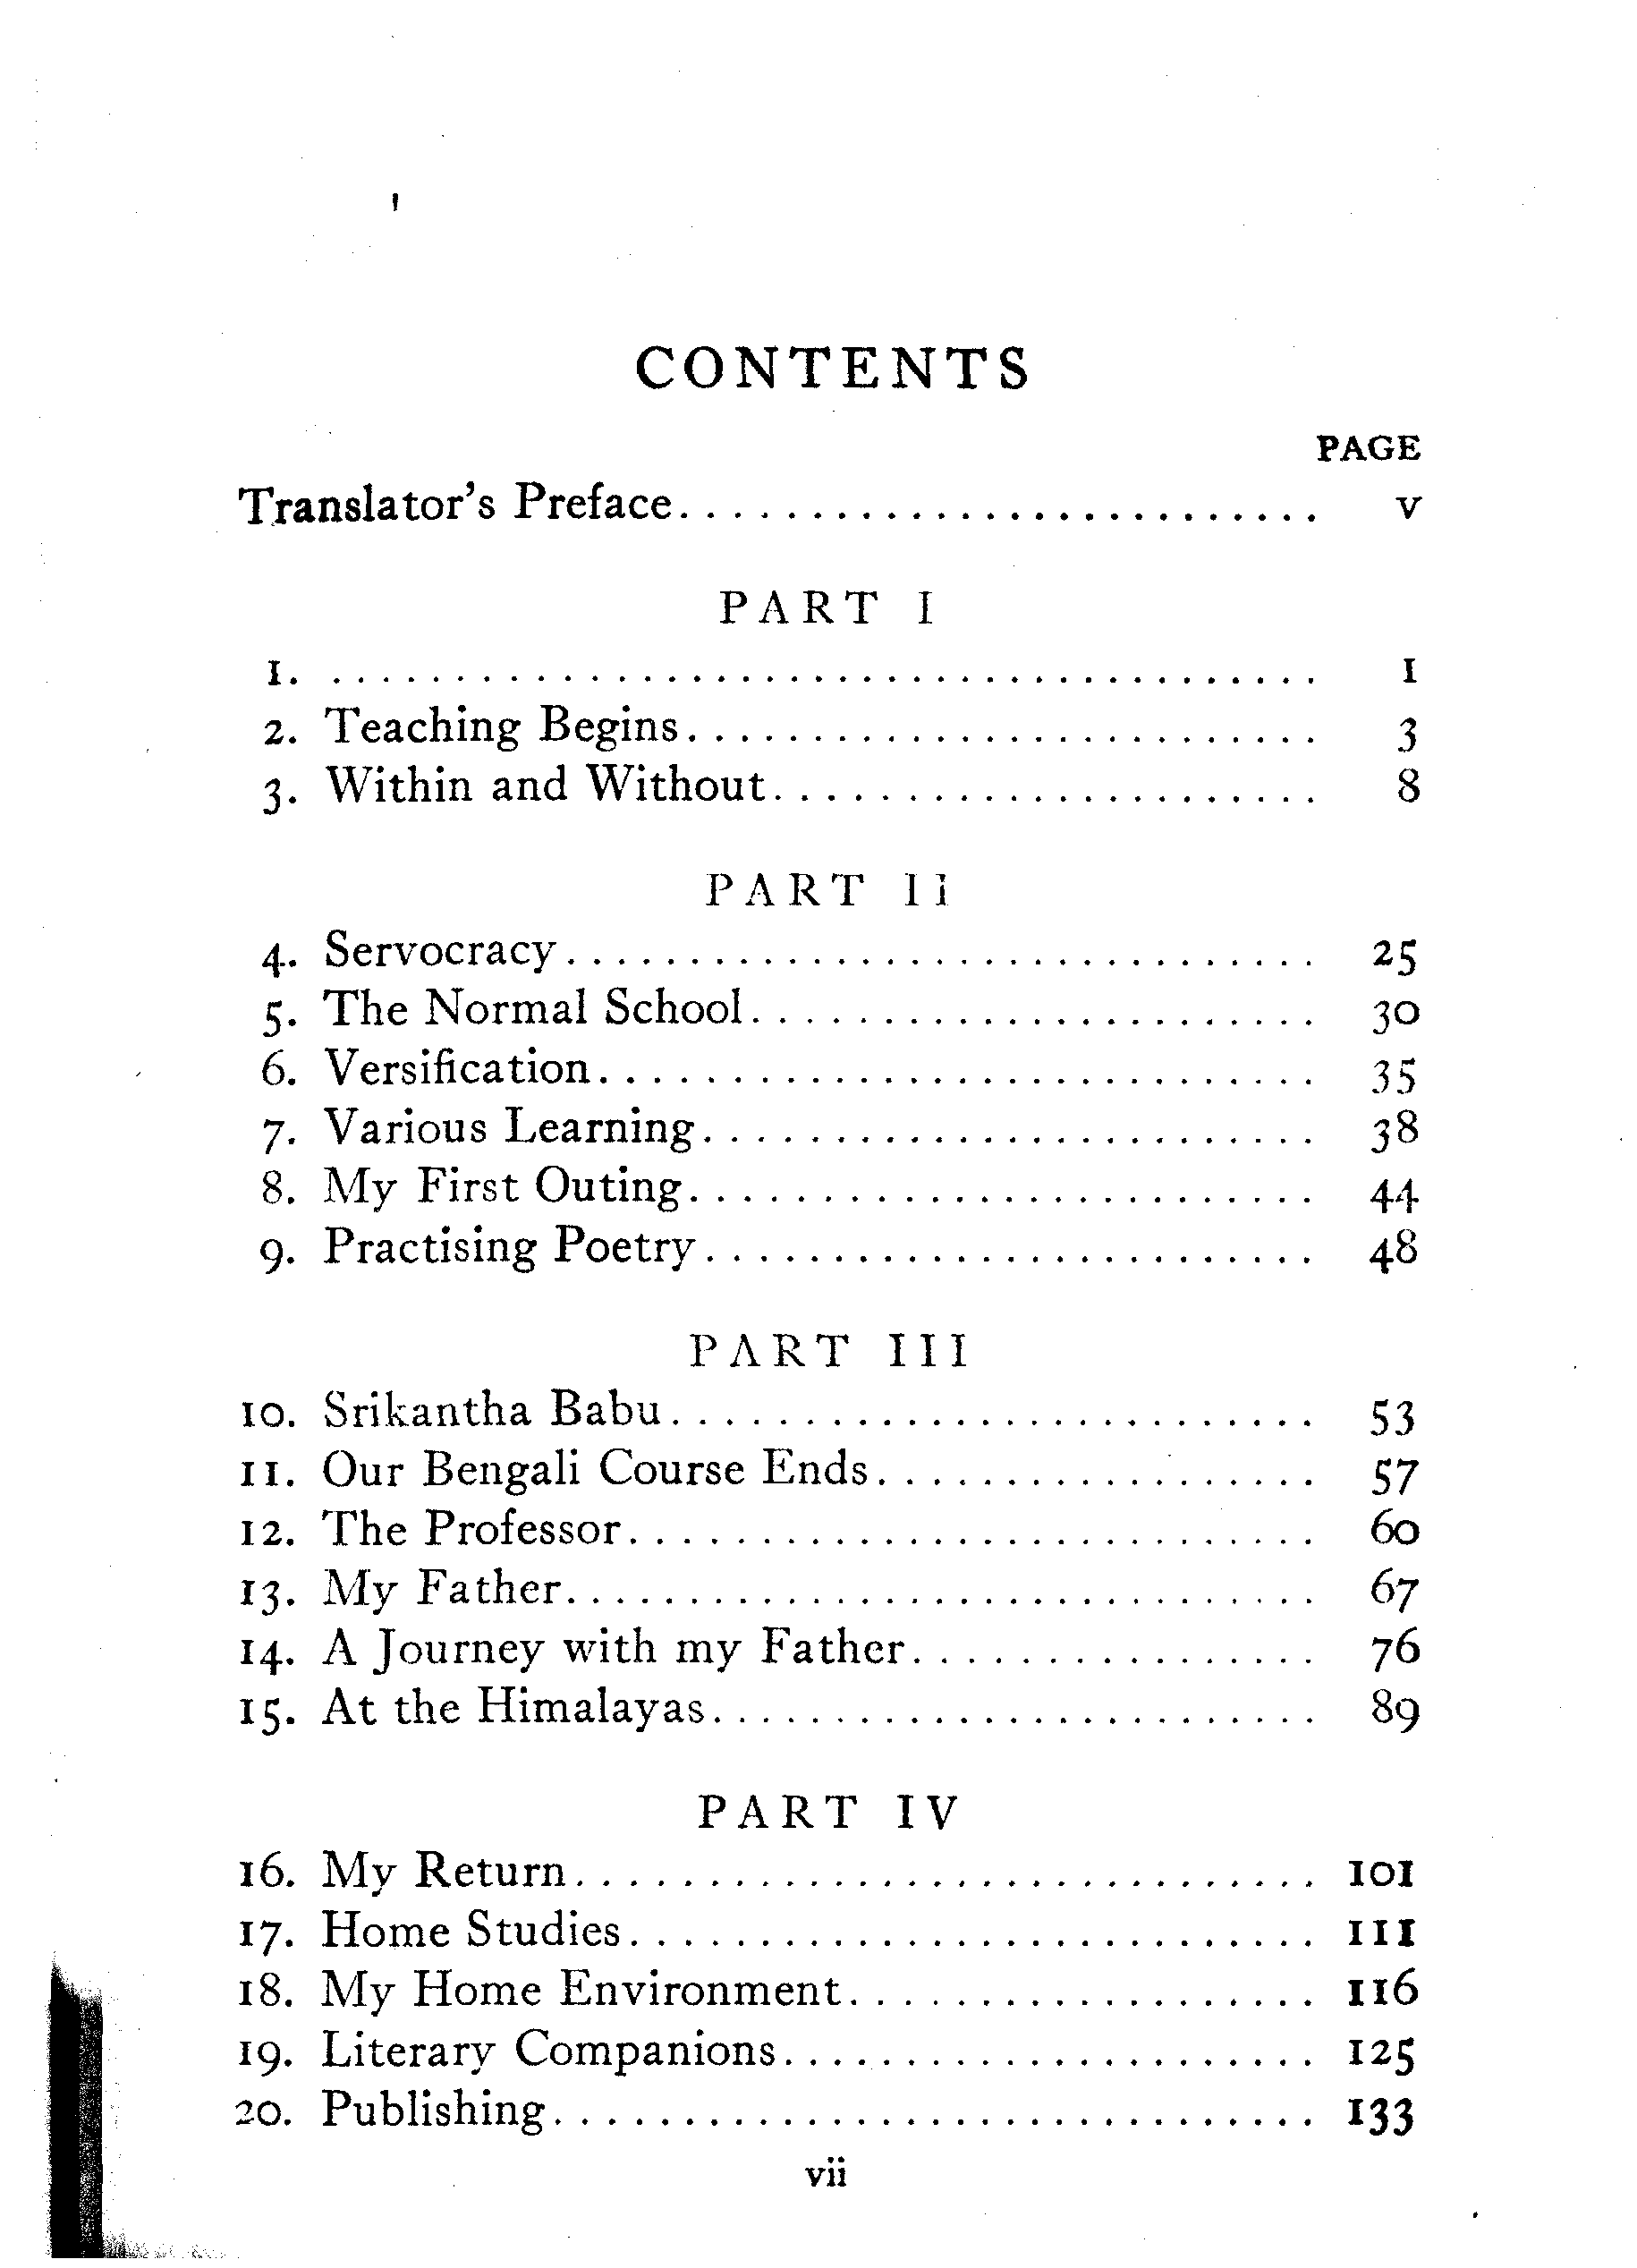 CONTENTS
PAGE
Translator's Preface........................... v
PART I
1. ........................................ 1
2. Teaching Begins.......................... 3
3. Within and Without...................... 8
PART II
4. Servocracy............................... 25
5. The Normal School....................... 30
6. Versification............................. 35
7. Various Learning......................... 38
8. My First Outing.......................... 44
9. Practising Poetry......................... 48
PART III
10. Srikantha Babu.......................... 53
11. Our Bengali Course Ends.................. 57
12. The Professor............................ 60
13. My Father............................... 67
14. A Journey with my Father................. 76
15. At the Himalayas......................... 89
PART IV
16. My Return.............................. 101
17. Home Studies............................ 111
18. My Home Environment................... 116
19. Literary Companions...................... 125
20. Publishing............................... 133
vii